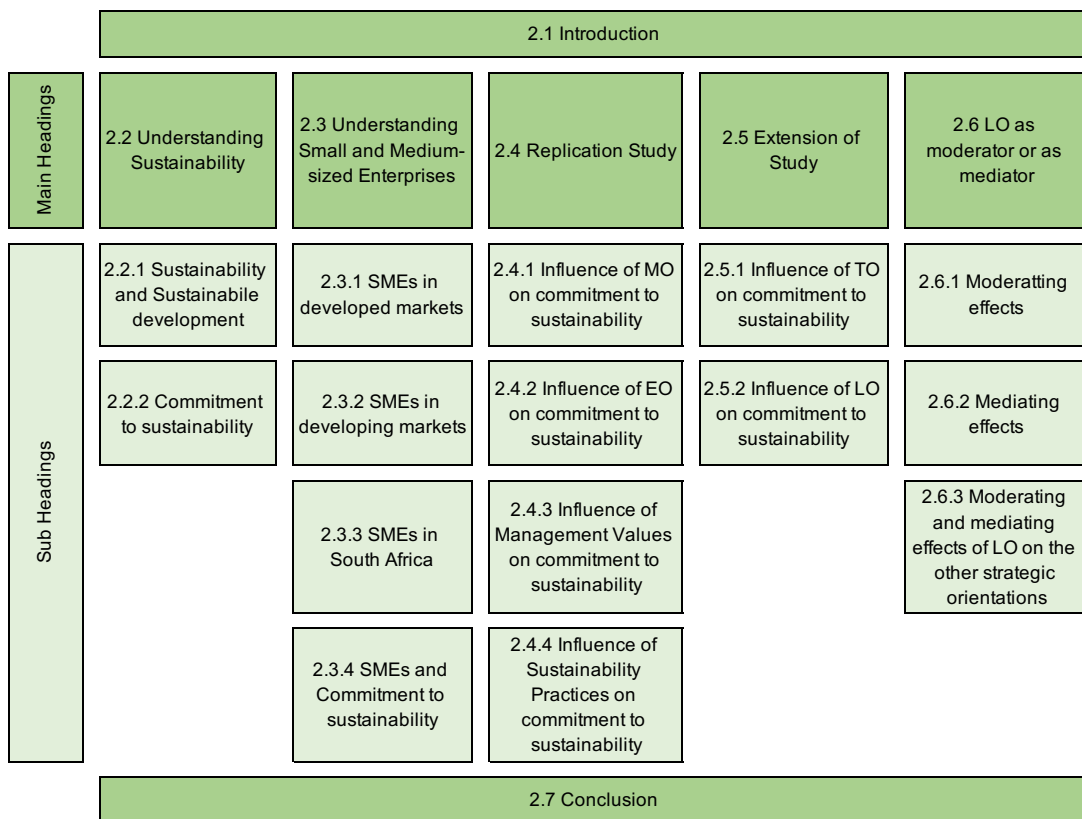 2.1 Introduction
Main Headings
2.2 Understanding
Sustainability
2.3 Understanding
Small and Medium-
sized Enterprises
2.4 Replication Study
2.5 Extension of
Study
2.6 LO as
moderator or as
mediator
Sub Headings
2.2.1 Sustainability
and Sustainabile
development
2.3.1 SMEs in
developed markets
2.4.1 Influence of MO
on commitment to
sustainability
2.5.1 Influence of TO
on commitment to
sustainability
2.6.1 Moderatting
effects
2.2.2 Commitment
to sustainability
2.3.2 SMEs in
developing markets
2.4.2 Influence of EO
on commitment to
sustainability
2.5.2 Influence of LO
on commitment to
sustainability
2.6.2 Mediating
effects
2.3.3 SMEs in
South Africa
2.4.3 Influence of
Management Values
on commitment to
sustainability
2.6.3 Moderating
and mediating
effects of LO on the
other strategic
orientations
2.3.4 SMEs and
Commitment to
sustainability
2.4.4 Influence of
Sustainability
Practices on
commitment to
sustainability
2.7 Conclusion